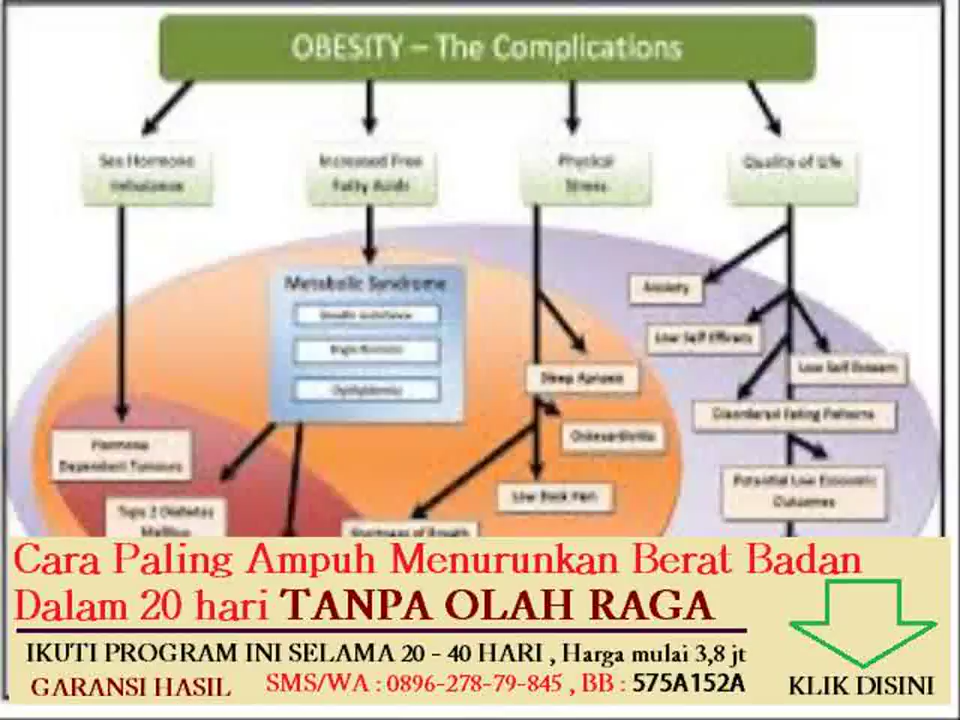 OBESITY – The Complications
Sex Hormone
Imbalance
Increased Free
Fatty Acids
Physical
Stress
Quality of Life
Metabolic Syndrome
Insulin Resistance
Dyslipidemia
Anxiety
Low Self Efficacy
Low Self Esteem
Sleep Apnoea
Disordered Eating Patterns
Osteoarthritis
Hormone
Dependent Tumours
Low Back Pain
Potential Low Economic
Outcomes
Type 2 Diabetes
Mellitus
Shortness of Breath
Cara Paling Ampuh Menurunkan Berat Badan
Dalam 20 hari TANPA OLAH RAGA
IKUTI PROGRAM INI SELAMA 20 - 40 HARI , Harga mulai 3,8 jt
GARANSI HASIL SMS/WA : 0896-278-79-845 , BB : 575A152A
KLIK DISINI